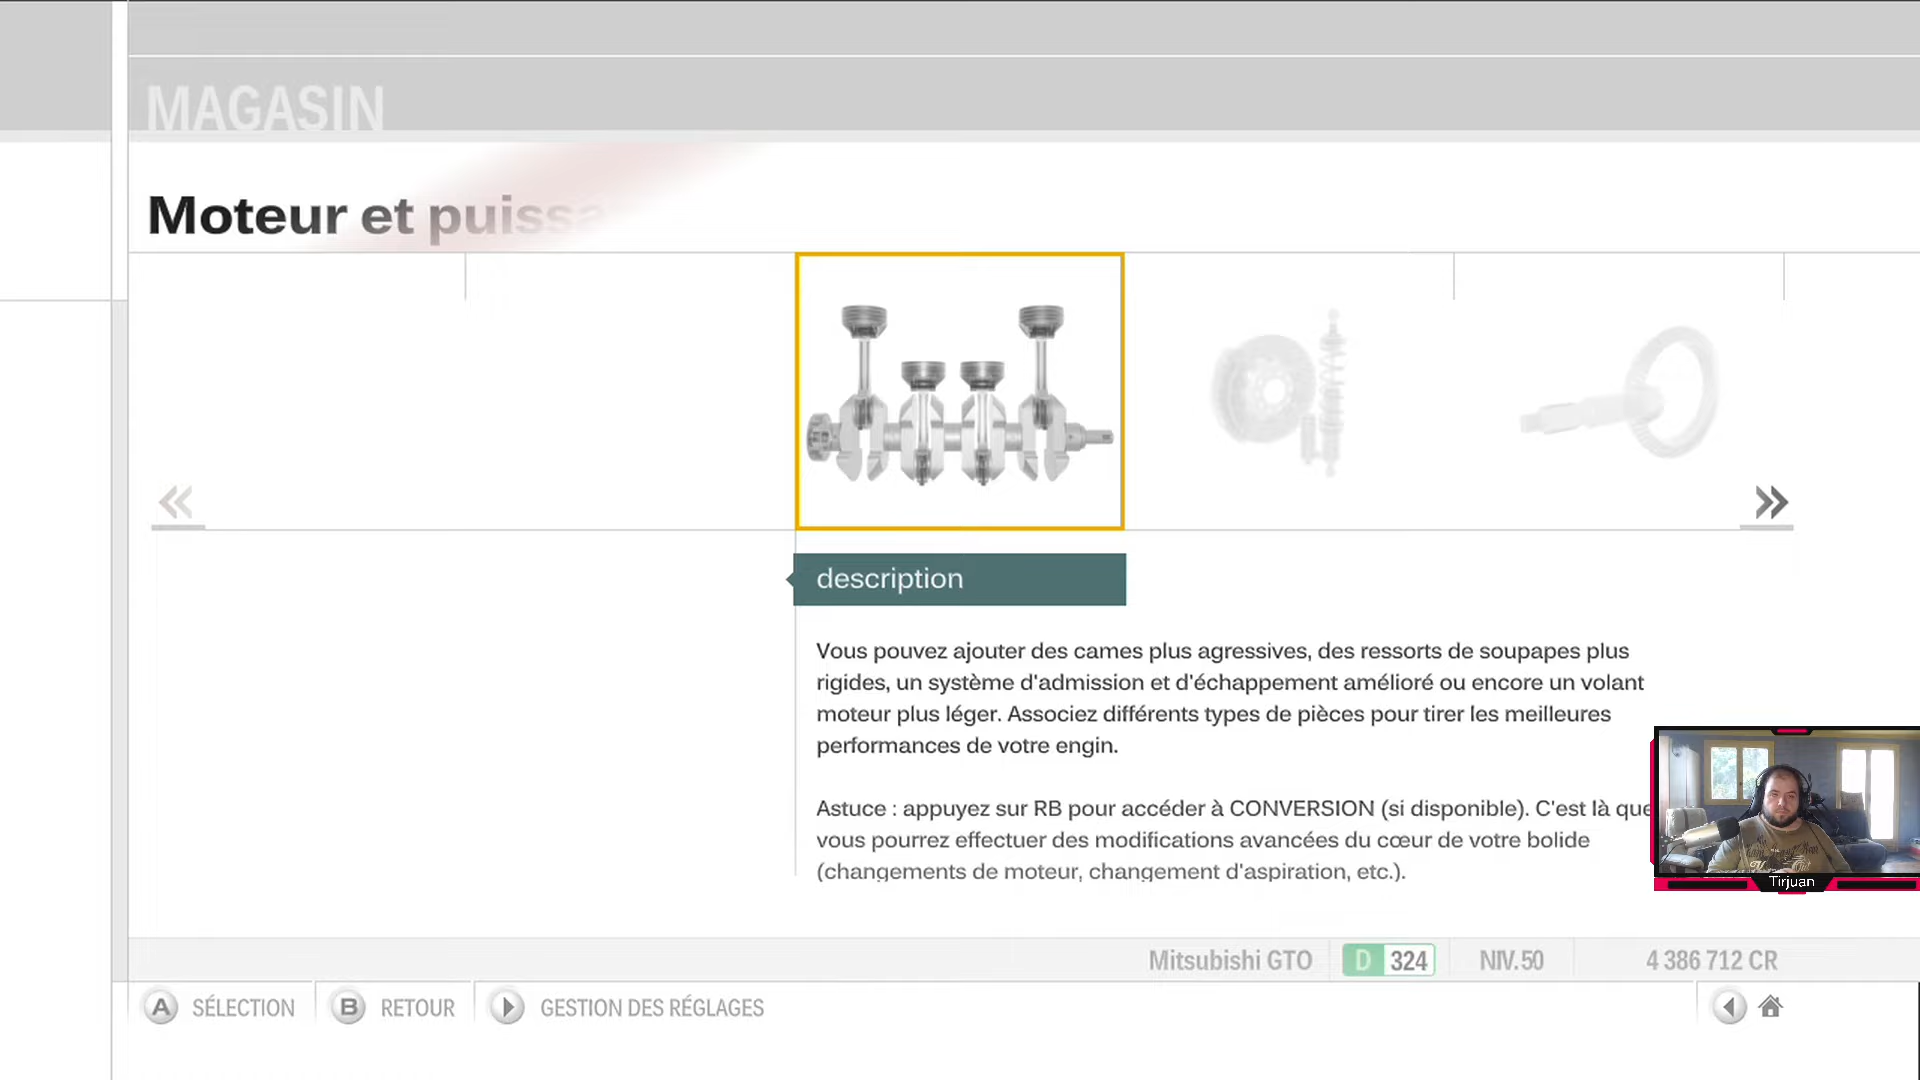 MAGASIN
Moteur et puissa
description
Vous pouvez ajouter des cames plus agressives, des ressorts de soupapes plus
rigides, un système d'admission et d'échappement amélioré ou encore un volant
moteur plus léger. Associez différents types de pièces pour tirer les meilleures
performances de votre engin.
Astuce : appuyez sur RB pour accéder à CONVERSION (si disponible). C'est là que
vous pourrez effectuer des modifications avancées du cœur de votre bolide
(changements de moteur, changement d'aspiration, etc.).
Tirjuan
Mitsubishi GTO D 324 NIV.50 4 386 712 CR
A SÉLECTION B RETOUR GESTION DES RÉGLAGES